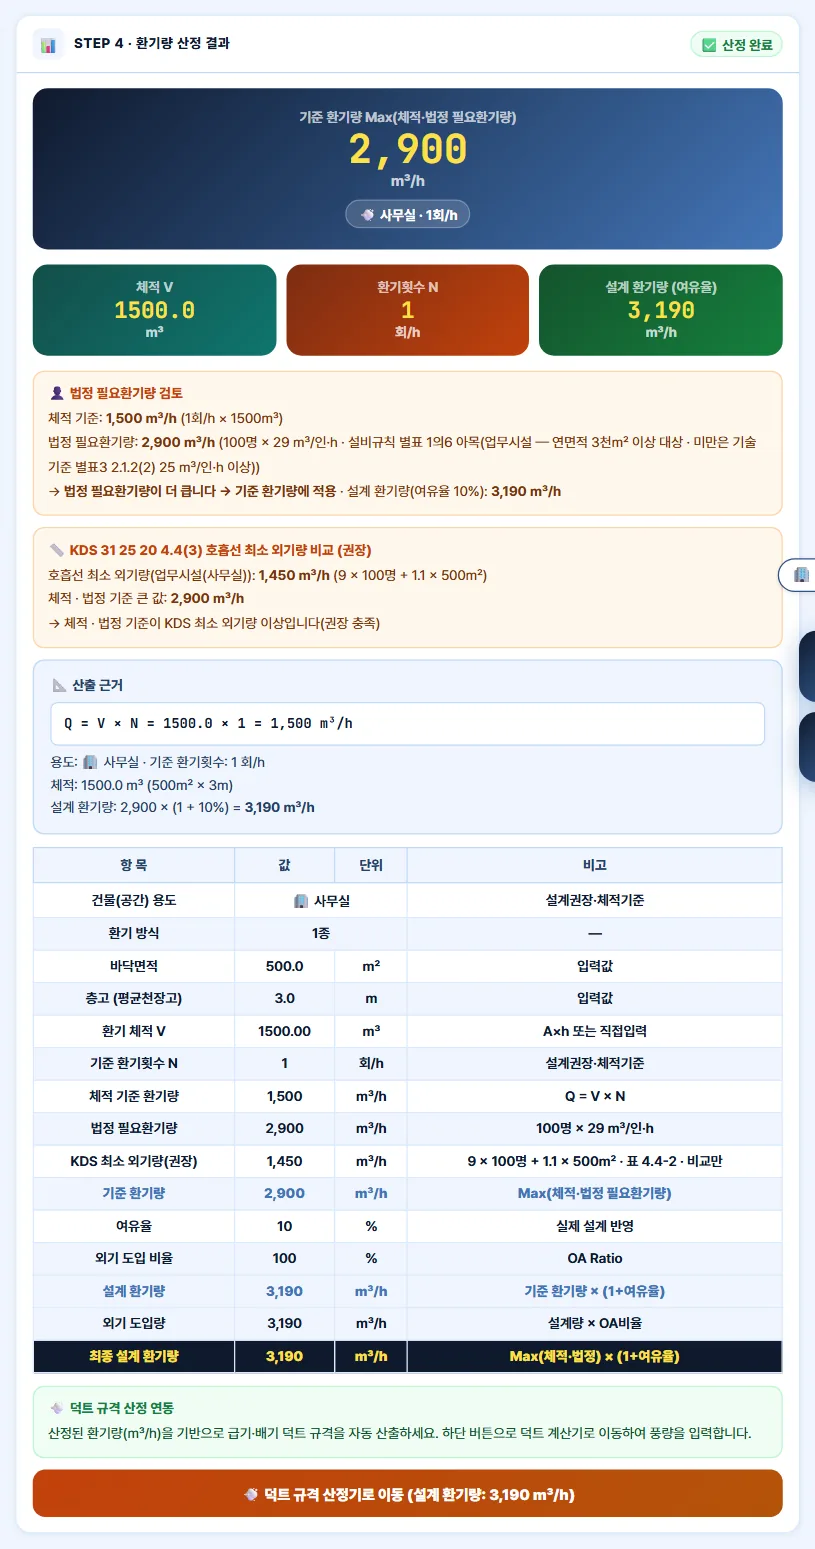 STEP 4 · 환기량 산정 결과
✅ 산정 완료
기준 환기량 Max(체적·법정 필요환기량)
2,900
m³/h
사무실 · 1회/h
체적 V
1500.0
m³
환기횟수 N
1
회/h
설계 환기량 (여유율)
3,190
m³/h
법정 필요환기량 검토
체적 기준: 1,500 m³/h (1회/h × 1500m³)
법정 필요환기량: 2,900 m³/h (100명 × 29 m³/인·h · 설비규칙 별표 1의6 아목(업무시설 — 연면적 3천m² 이상 대상 · 미만은 기술
기준 별표3 2.1.2(2) 25 m³/인·h 이상))
→ 법정 필요환기량이 더 큽니다 → 기준 환기량에 적용 · 설계 환기량(여유율 10%): 3,190 m³/h
KDS 31 25 20 4.4(3) 호흡선 최소 외기량 비교 (권장)
호흡선 최소 외기량(업무시설(사무실)): 1,450 m³/h (9 × 100명 + 1.1 × 500m²)
체적 · 법정 기준 큰 값: 2,900 m³/h
→ 체적 · 법정 기준이 KDS 최소 외기량 이상입니다(권장 충족)
산출 근거
Q = V × N = 1500.0 × 1 = 1,500 m³/h
용도: 사무실 · 기준 환기횟수: 1 회/h
체적: 1500.0 m³ (500m² × 3m)
설계 환기량: 2,900 × (1 + 10%) = 3,190 m³/h
항 목 값 단위 비고
건물(공간) 용도 사무실 설계권장·체적기준
환기 방식 1종 —
바닥면적 500.0 m² 입력값
층고 (평균천장고) 3.0 m 입력값
환기 체적 V 1500.00 m³ A×h 또는 직접입력
기준 환기횟수 N 1 회/h 설계권장·체적기준
체적 기준 환기량 1,500 m³/h Q = V × N
법정 필요환기량 2,900 m³/h 100명 × 29 m³/인·h
KDS 최소 외기량(권장) 1,450 m³/h 9 × 100명 + 1.1 × 500m² · 표 4.4-2 · 비교만
기준 환기량 2,900 m³/h Max(체적·법정 필요환기량)
여유율 10 % 실제 설계 반영
외기 도입 비율 100 % OA Ratio
설계 환기량 3,190 m³/h 기준 환기량 × (1+여유율)
외기 도입량 3,190 m³/h 설계량 × OA비율
최종 설계 환기량 3,190 m³/h Max(체적·법정) × (1+여유율)
덕트 규격 산정 연동
산정된 환기량(m³/h)을 기반으로 급기·배기 덕트 규격을 자동 산출하세요. 하단 버튼으로 덕트 계산기로 이동하여 풍량을 입력합니다.
덕트 규격 산정기로 이동 (설계 환기량: 3,190 m³/h)